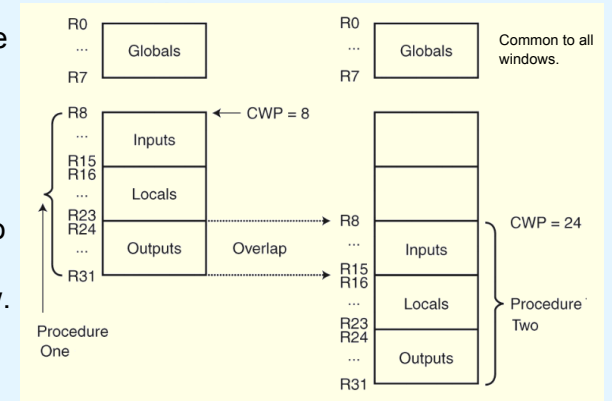 R0
...
R7
Globals
R0
...
R7
Globals
Common to all
windows.
R8
...
R15
R16
...
R23
R24
...
R31
CWP = 8
Inputs
Locals
Outputs
Overlap
Procedure
One
R8
...
R15
R16
...
R23
R24
...
R31
CWP = 24
Inputs
Locals
Outputs
Procedure
Two